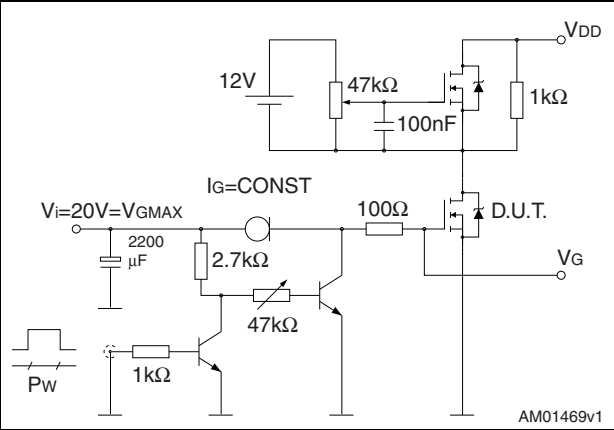 VDD
12V
47kΩ
1kΩ
100nF
IG=CONST
Vi=20V=VGMAX
100Ω
D.U.T.
2200
μF
2.7kΩ
VG
47kΩ
1kΩ
PW
AM01469v1